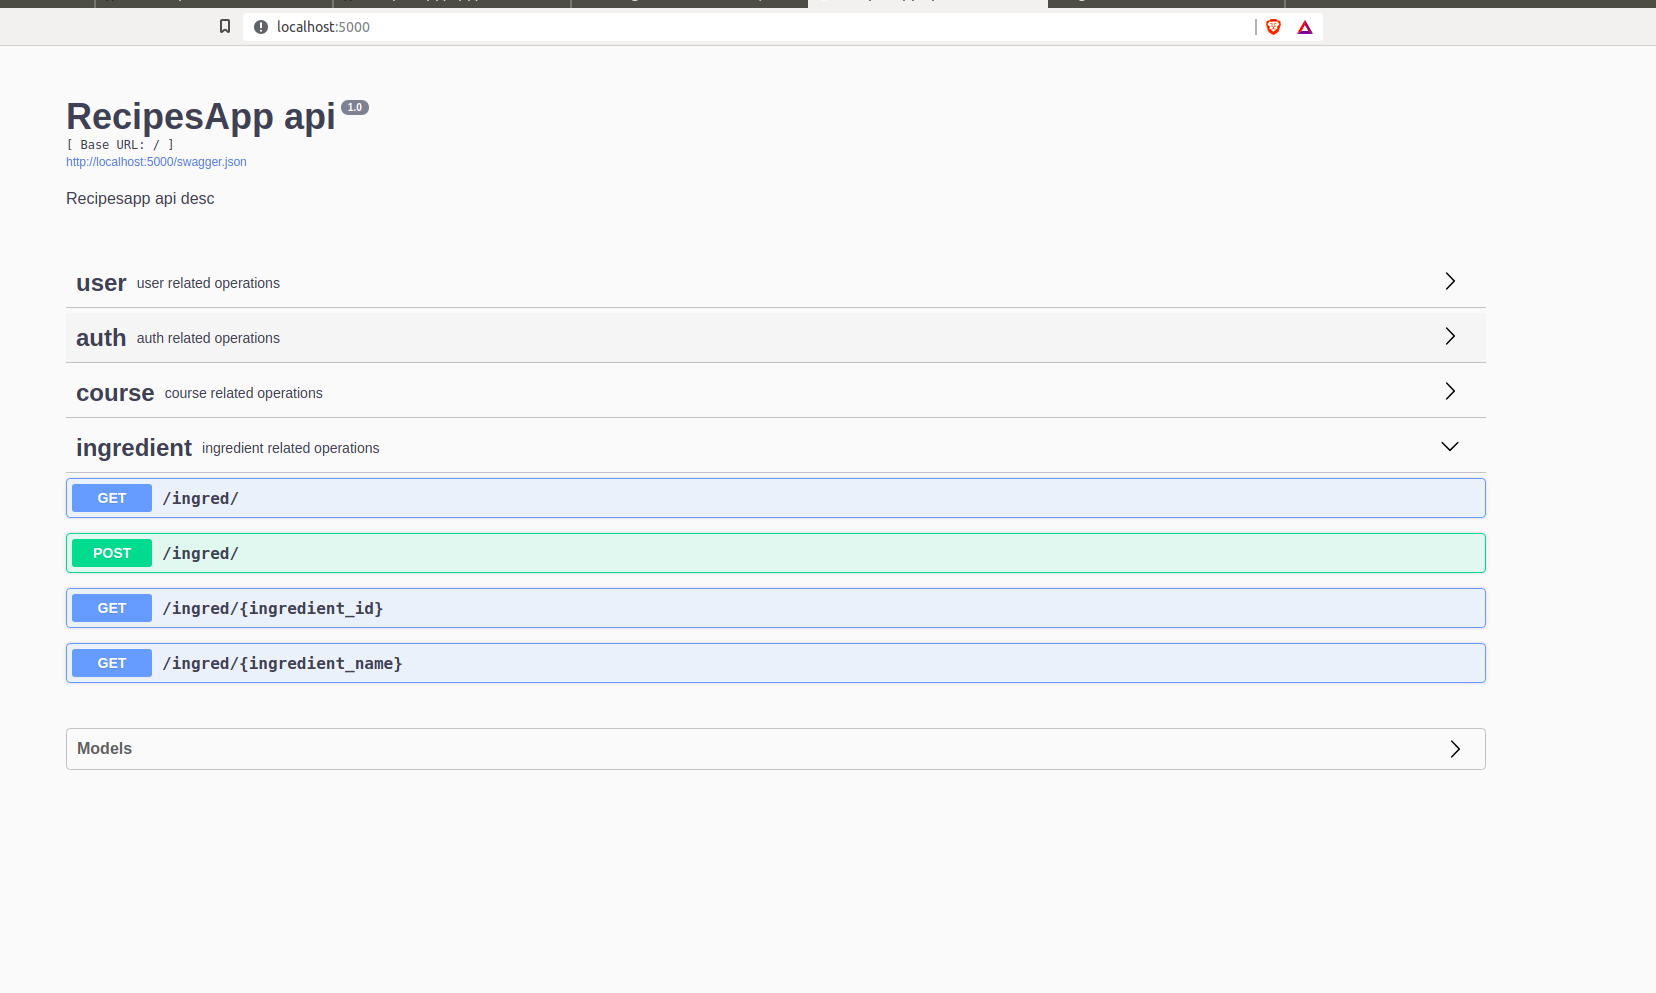 localhost:5000
RecipesApp api 1.0
[ Base URL: / ]
http://localhost:5000/swagger.json
Recipesapp api desc
user user related operations
auth auth related operations
course course related operations
ingredient ingredient related operations
GET /ingred/
POST /ingred/
GET /ingred/{ingredient_id}
GET /ingred/{ingredient_name}
Models